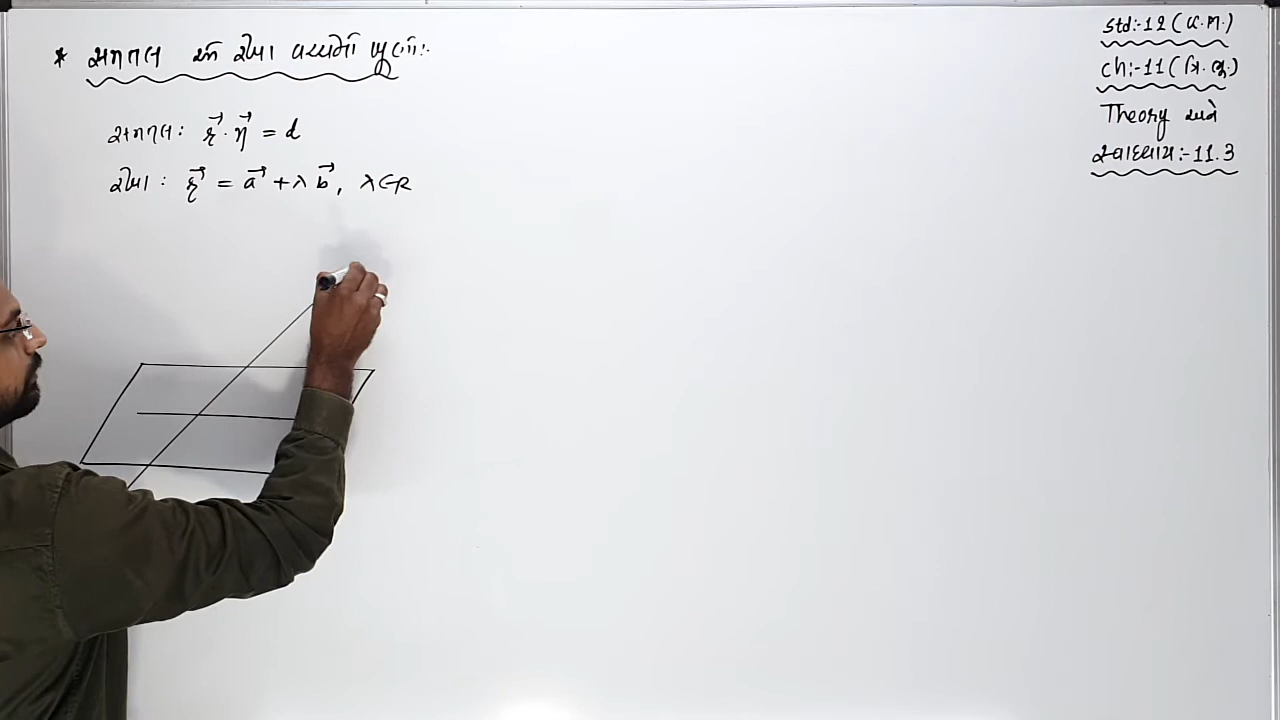 * સમતલ અને રેખા વચ્ચેનો ખૂણો:-
સમતલ: r⃗ · n⃗ = d
રેખા: r⃗ = a⃗ + λ b⃗, λ∈R
Std:-12 (વ.પ્ર.)
Ch:-11 (ત્રિ.ભૂ.)
Theory અને
સ્વાધ્યાય:-11.3